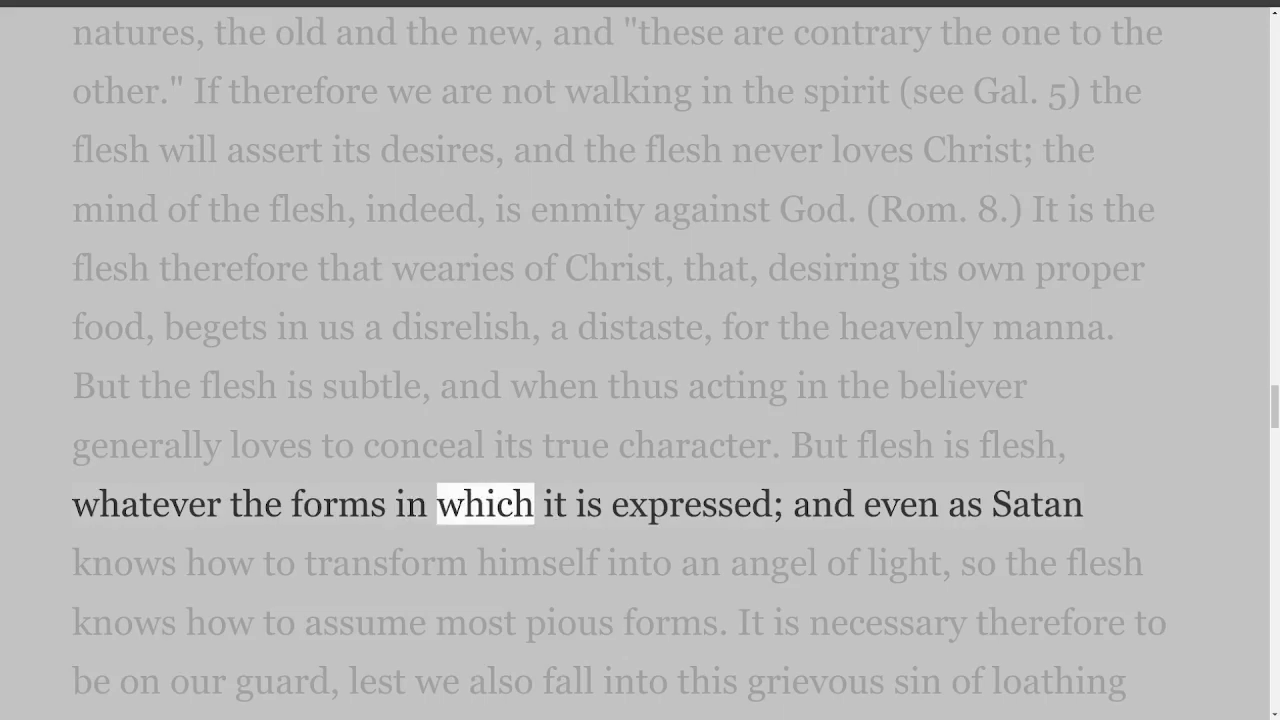 natures, the old and the new, and "these are contrary the one to the
other." If therefore we are not walking in the spirit (see Gal. 5) the
flesh will assert its desires, and the flesh never loves Christ; the
mind of the flesh, indeed, is enmity against God. (Rom. 8.) It is the
flesh therefore that wearies of Christ, that, desiring its own proper
food, begets in us a disrelish, a distaste, for the heavenly manna.
But the flesh is subtle, and when thus acting in the believer
generally loves to conceal its true character. But flesh is flesh,
whatever the forms in which it is expressed; and even as Satan
knows how to transform himself into an angel of light, so the flesh
knows how to assume most pious forms. It is necessary therefore to
be on our guard, lest we also fall into this grievous sin of loathing